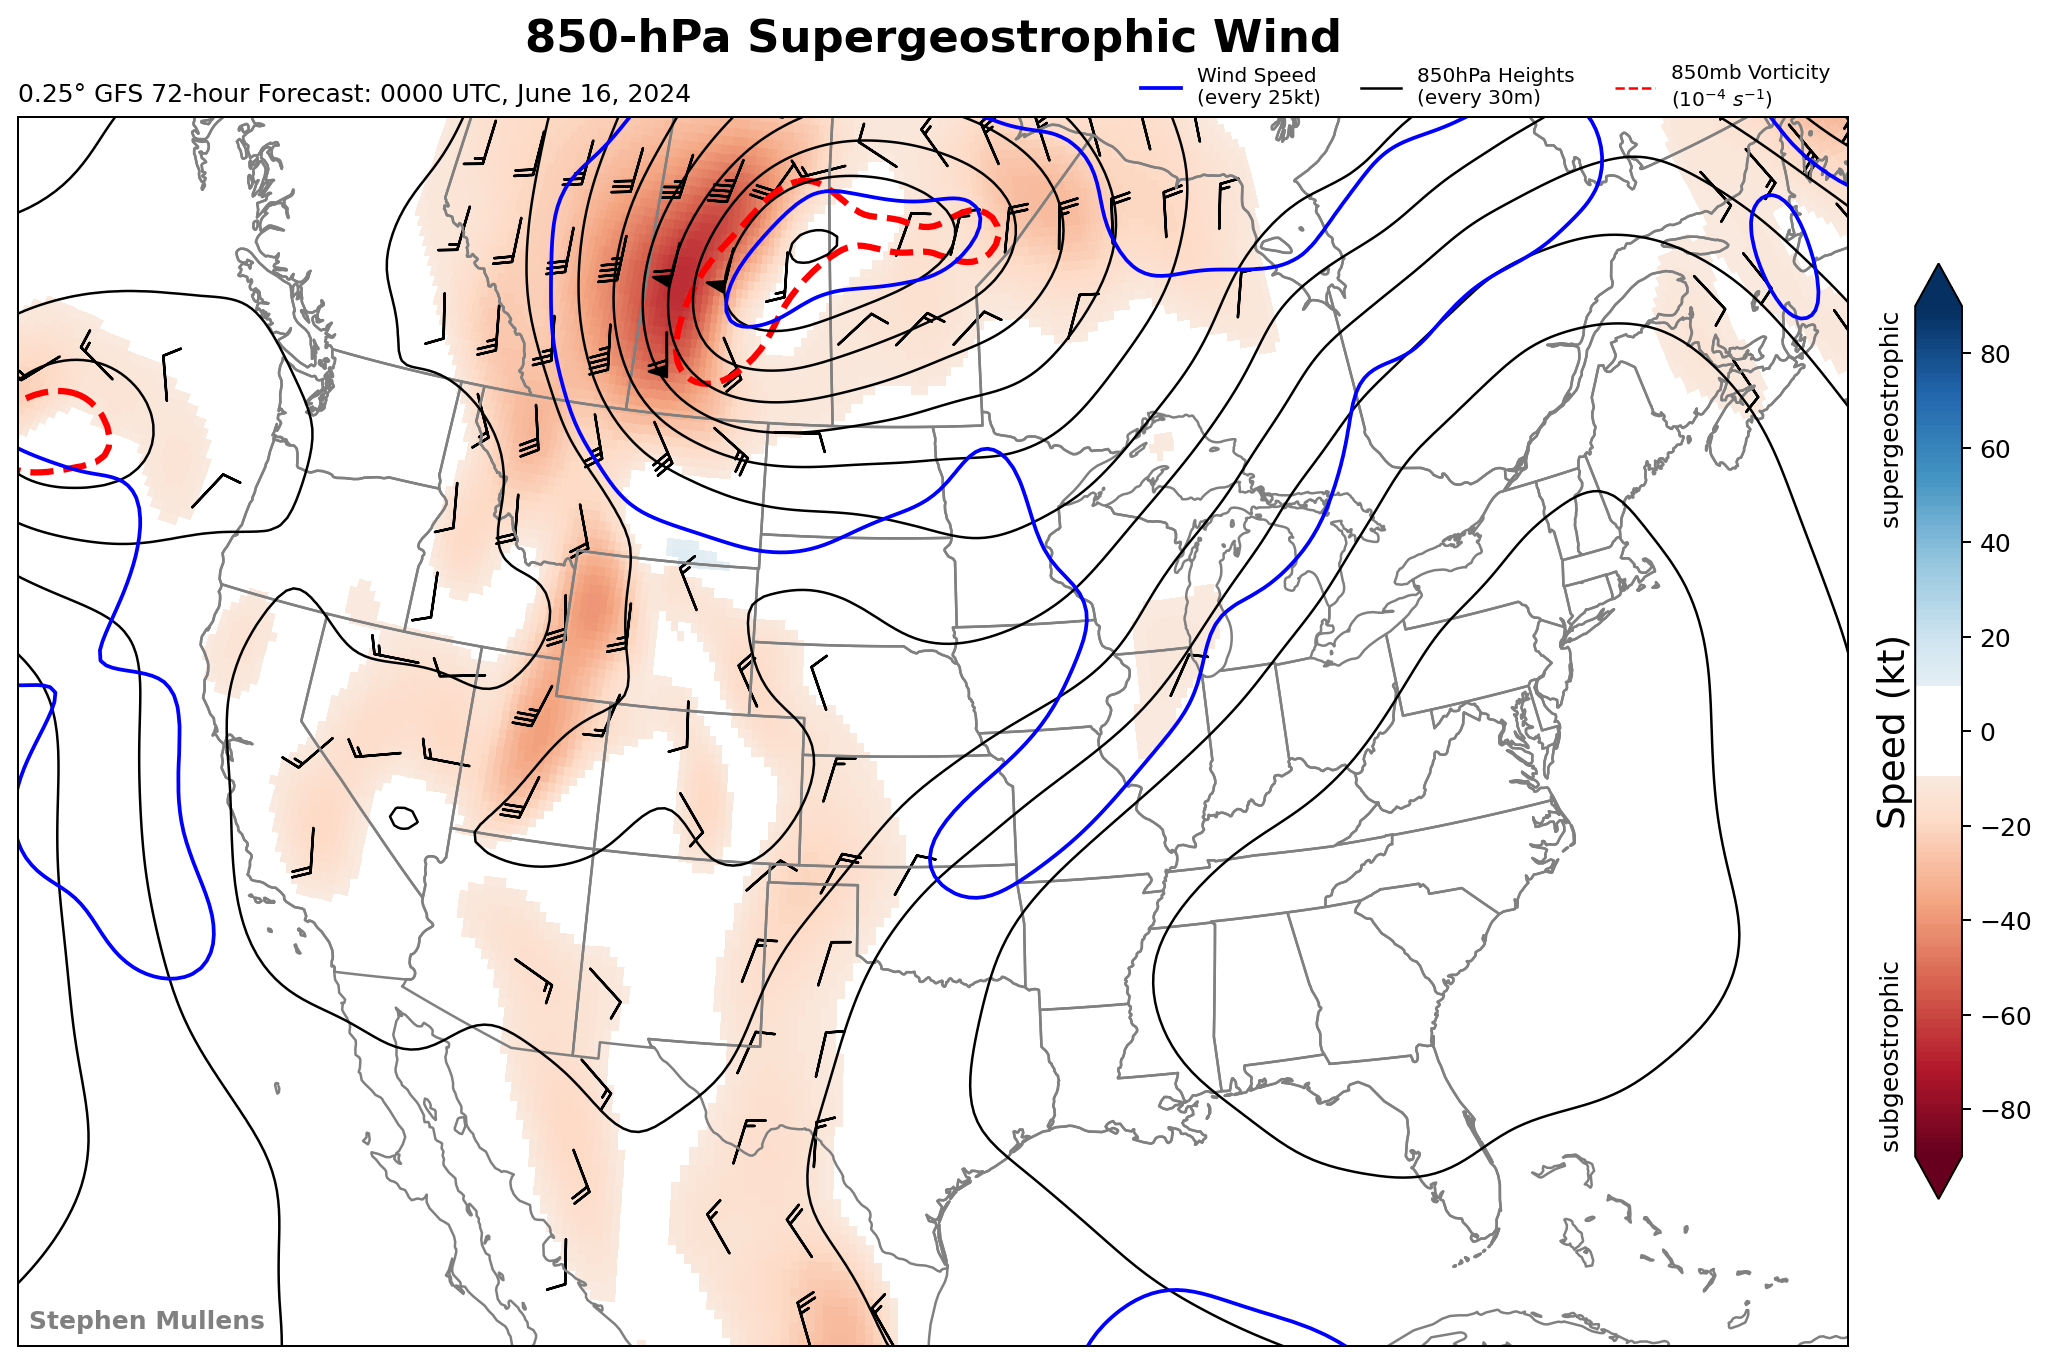 850-hPa Supergeostrophic Wind
0.25° GFS 72-hour Forecast: 0000 UTC, June 16, 2024
Wind Speed
(every 25kt)
850hPa Heights
(every 30m)
850mb Vorticity
(10⁻⁴ s⁻¹)
supergeostrophic
Speed (kt)
subgeostrophic
80
60
40
20
0
−20
−40
−60
−80
Stephen Mullens